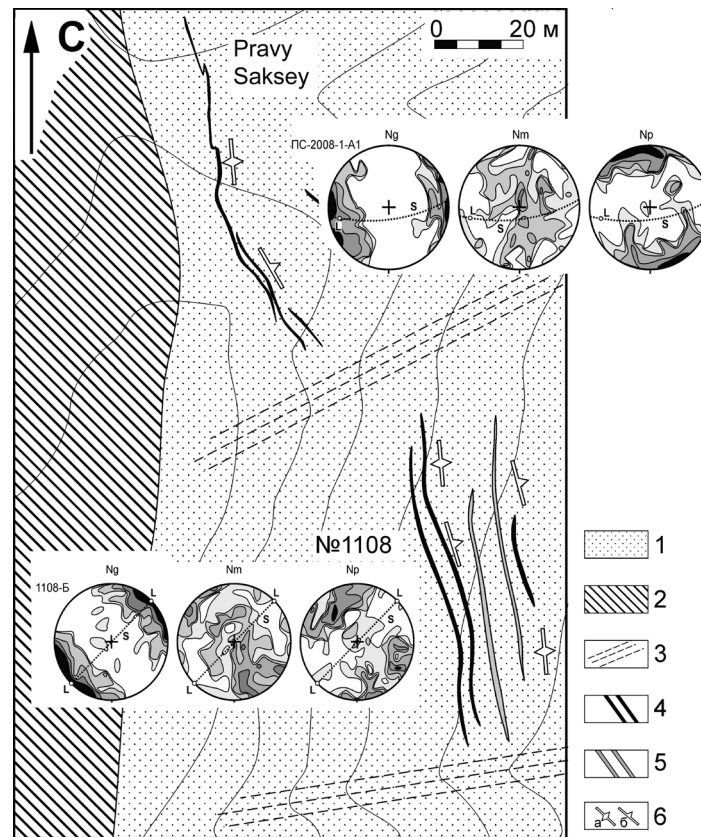 С
Pravy
Saksey
0 20 м
ПС-2008-1-А1
Ng
Nm
Np
L
S
L
S
L
S
№1108
1108-Б
Ng
Nm
Np
L
S
L
L
S
L
L
S
L
1
2
3
4
5
а б 6